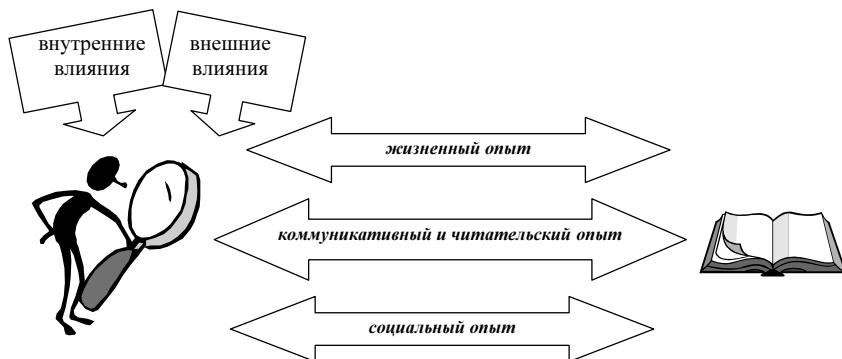 внутренние
влияния
внешние
влияния
жизненный опыт
коммуникативный и читательский опыт
социальный опыт